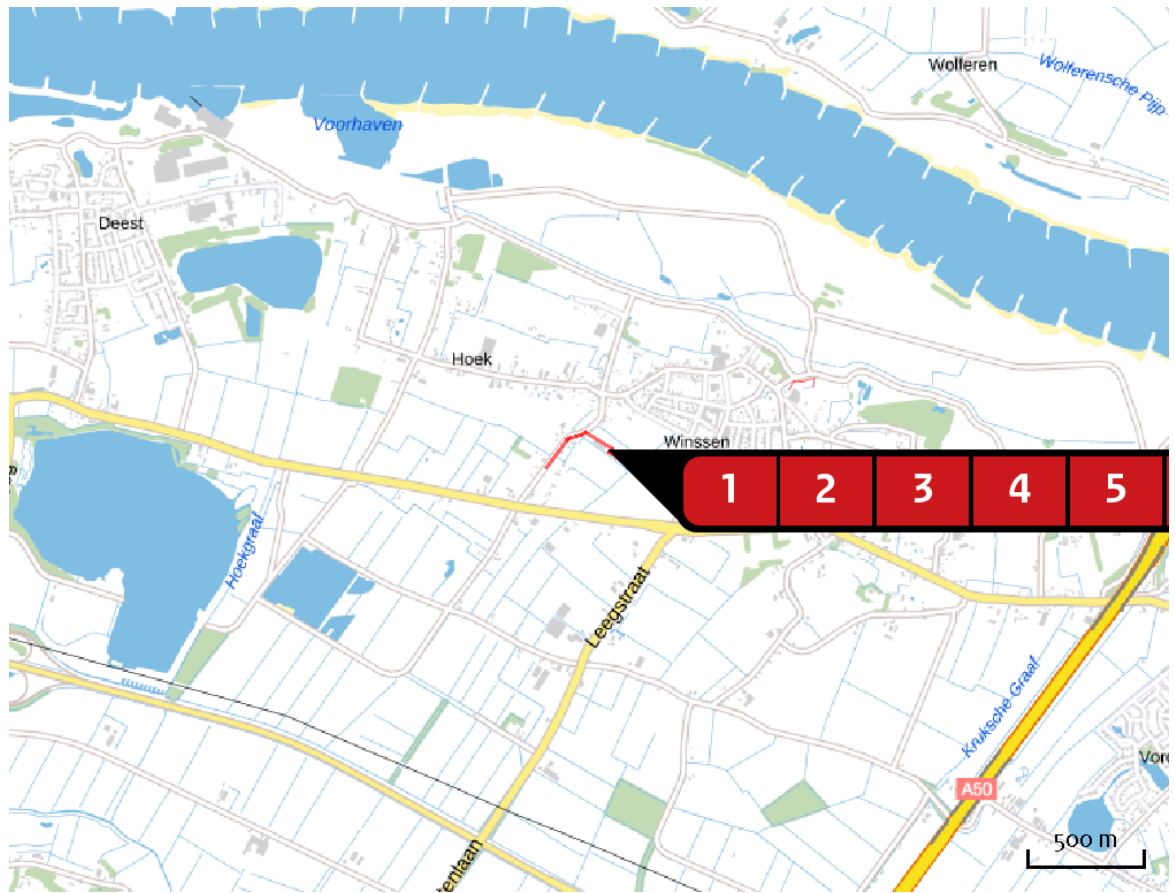 Wolferen
Wolferensche Pijp-
Voorhaven
Deest
Hoek
Winssen
1 2 3 4 5
Hoekgraaf
Leegstraat
Kruksche Graaf
A50
500 m